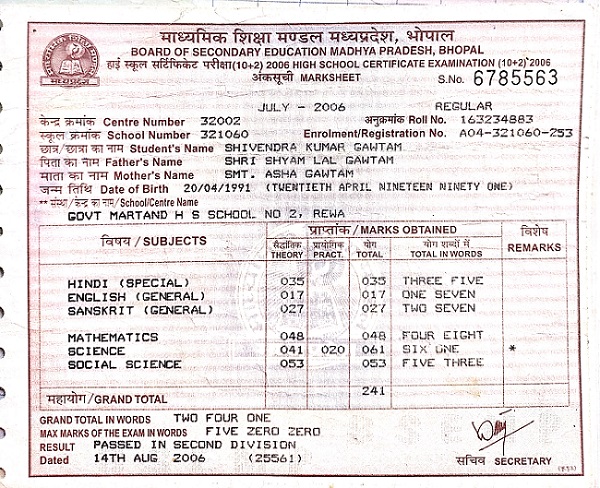 माध्यमिक शिक्षा मण्डल मध्यप्रदेश, भोपाल
BOARD OF SECONDARY EDUCATION MADHYA PRADESH, BHOPAL
हाई स्कूल सर्टिफिकेट परीक्षा(10+2) 2006 HIGH SCHOOL CERTIFICATE EXAMINATION (10+2) 2006
अंकसूची MARKSHEET
S.No. 6785563
मध्यप्रदेश
JULY - 2006 REGULAR
केन्द्र क्रमांक Centre Number 32002 अनुक्रमांक Roll No. 163234883
स्कूल क्रमांक School Number 321060 Enrolment/Registration No. A04-321060-253
छात्र/छात्रा का नाम Student's Name SHIVENDRA KUMAR GAWTAM
पिता का नाम Father's Name SHRI SHYAM LAL GAWTAM
माता का नाम Mother's Name SMT. ASHA GAWTAM
जन्म तिथि Date of Birth 20/04/1991 (TWENTIETH APRIL NINETEEN NINETY ONE)
** संस्था/केन्द्र का नाम/School/Centre Name
GOVT MARTAND H S SCHOOL NO 2, REWA
विषय/SUBJECTS प्राप्तांक/MARKS OBTAINED विशेष REMARKS
सैद्धांतिक THEORY प्रायोगिक PRACT. योग TOTAL योग शब्दों में TOTAL IN WORDS
HINDI (SPECIAL) 035 035 THREE FIVE
ENGLISH (GENERAL) 017 017 ONE SEVEN
SANSKRIT (GENERAL) 027 027 TWO SEVEN
MATHEMATICS 048 048 FOUR EIGHT
SCIENCE 041 020 061 SIX ONE *
SOCIAL SCIENCE 053 053 FIVE THREE
महायोग/GRAND TOTAL 241
GRAND TOTAL IN WORDS TWO FOUR ONE
MAX MARKS OF THE EXAM IN WORDS FIVE ZERO ZERO
RESULT PASSED IN SECOND DIVISION
Dated 14TH AUG 2006 (25561) सचिव SECRETARY